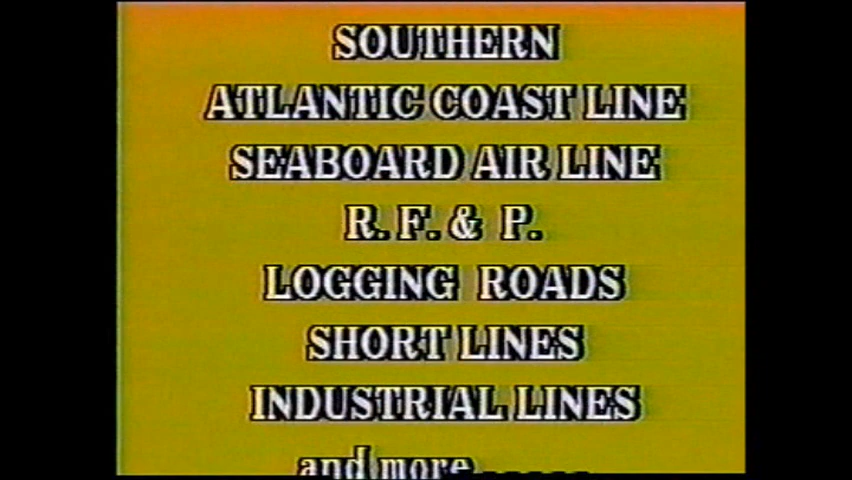 SOUTHERN
ATLANTIC COAST LINE
SEABOARD AIR LINE
R. F. & P.
LOGGING ROADS
SHORT LINES
INDUSTRIAL LINES
and more......